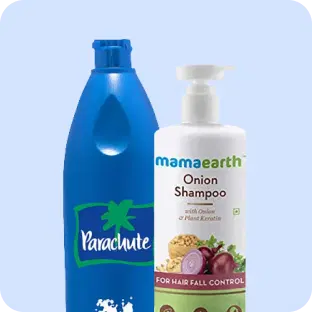 Parachute
mamaearth
Onion
Shampoo
with Onion
& Plant Keratin
FOR HAIR FALL CONTROL